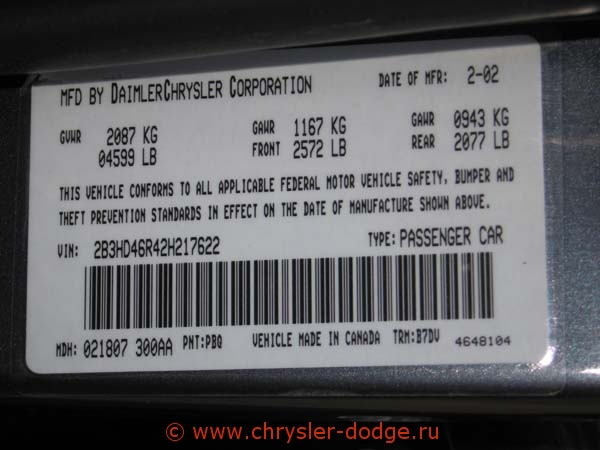 MFD BY DAIMLERCHRYSLER CORPORATION DATE OF MFR: 2-02
GVWR 2087 KG GAWR 1167 KG GAWR 0943 KG
04599 LB FRONT 2572 LB REAR 2077 LB
THIS VEHICLE CONFORMS TO ALL APPLICABLE FEDERAL MOTOR VEHICLE SAFETY, BUMPER AND
THEFT PREVENTION STANDARDS IN EFFECT ON THE DATE OF MANUFACTURE SHOWN ABOVE.
VIN: 2B3HD46R42H217622 TYPE: PASSENGER CAR
MDH: 021807 300AA PNT:PBQ VEHICLE MADE IN CANADA TRM:B7DV 4648104
© www.chrysler-dodge.ru